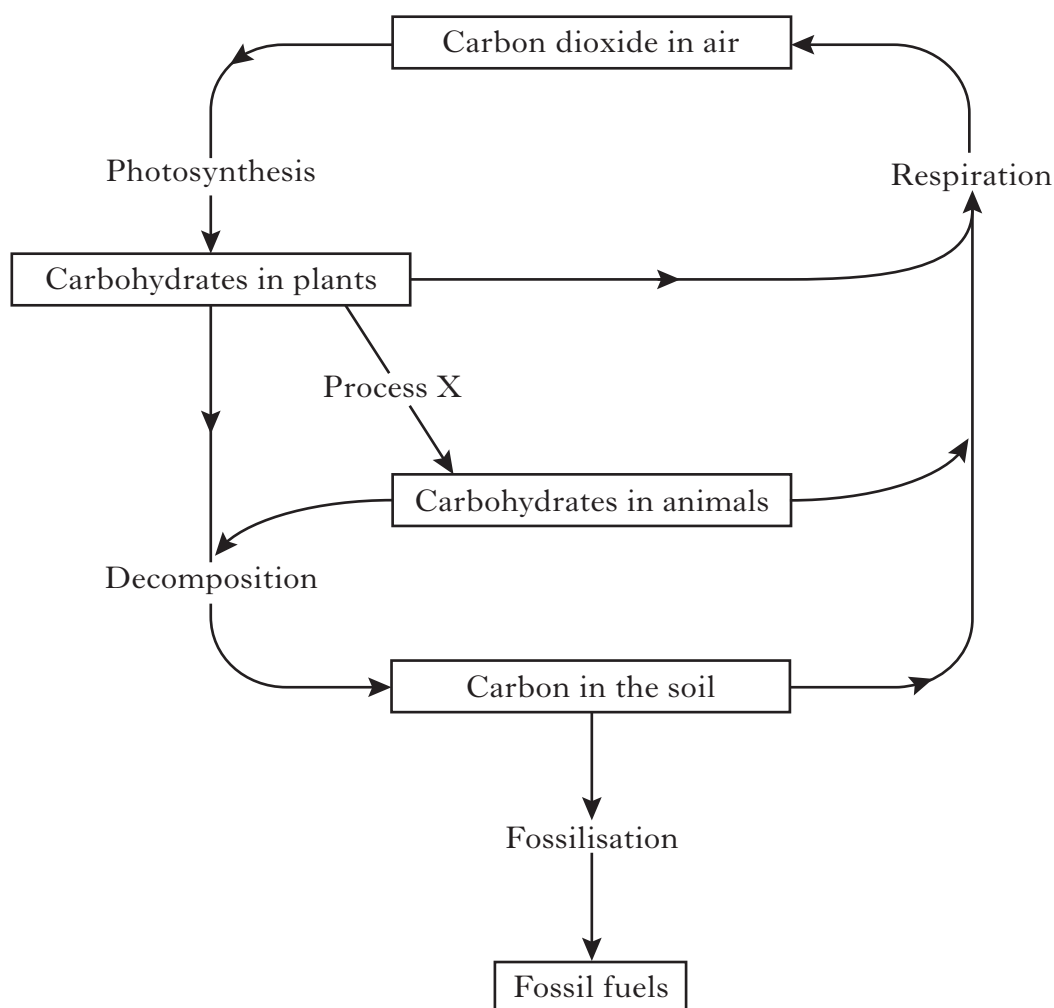 Carbon dioxide in air
Photosynthesis
Respiration
Carbohydrates in plants
Process X
Carbohydrates in animals
Decomposition
Carbon in the soil
Fossilisation
Fossil fuels